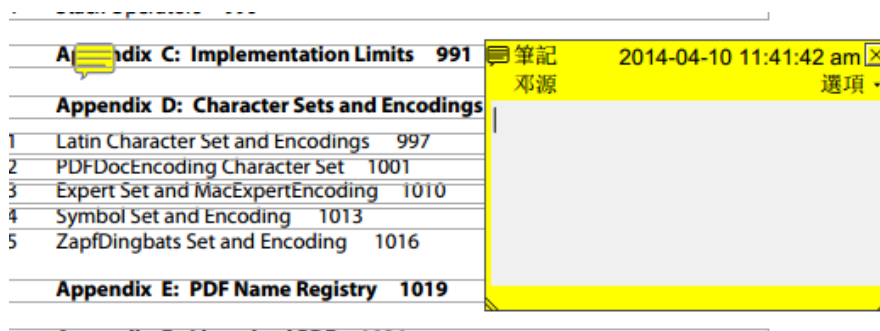 Appendix C: Implementation Limits 991
筆記 2014-04-10 11:41:42 am
邓源 選項
Appendix D: Character Sets and Encodings
1 Latin Character Set and Encodings 997
2 PDFDocEncoding Character Set 1001
3 Expert Set and MacExpertEncoding 1010
4 Symbol Set and Encoding 1013
5 ZapfDingbats Set and Encoding 1016
Appendix E: PDF Name Registry 1019